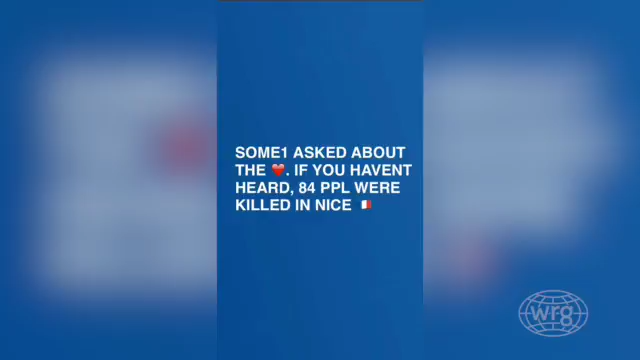 SOME1 ASKED ABOUT
THE ❤️. IF YOU HAVENT
HEARD, 84 PPL WERE
KILLED IN NICE 🇫🇷
wrg